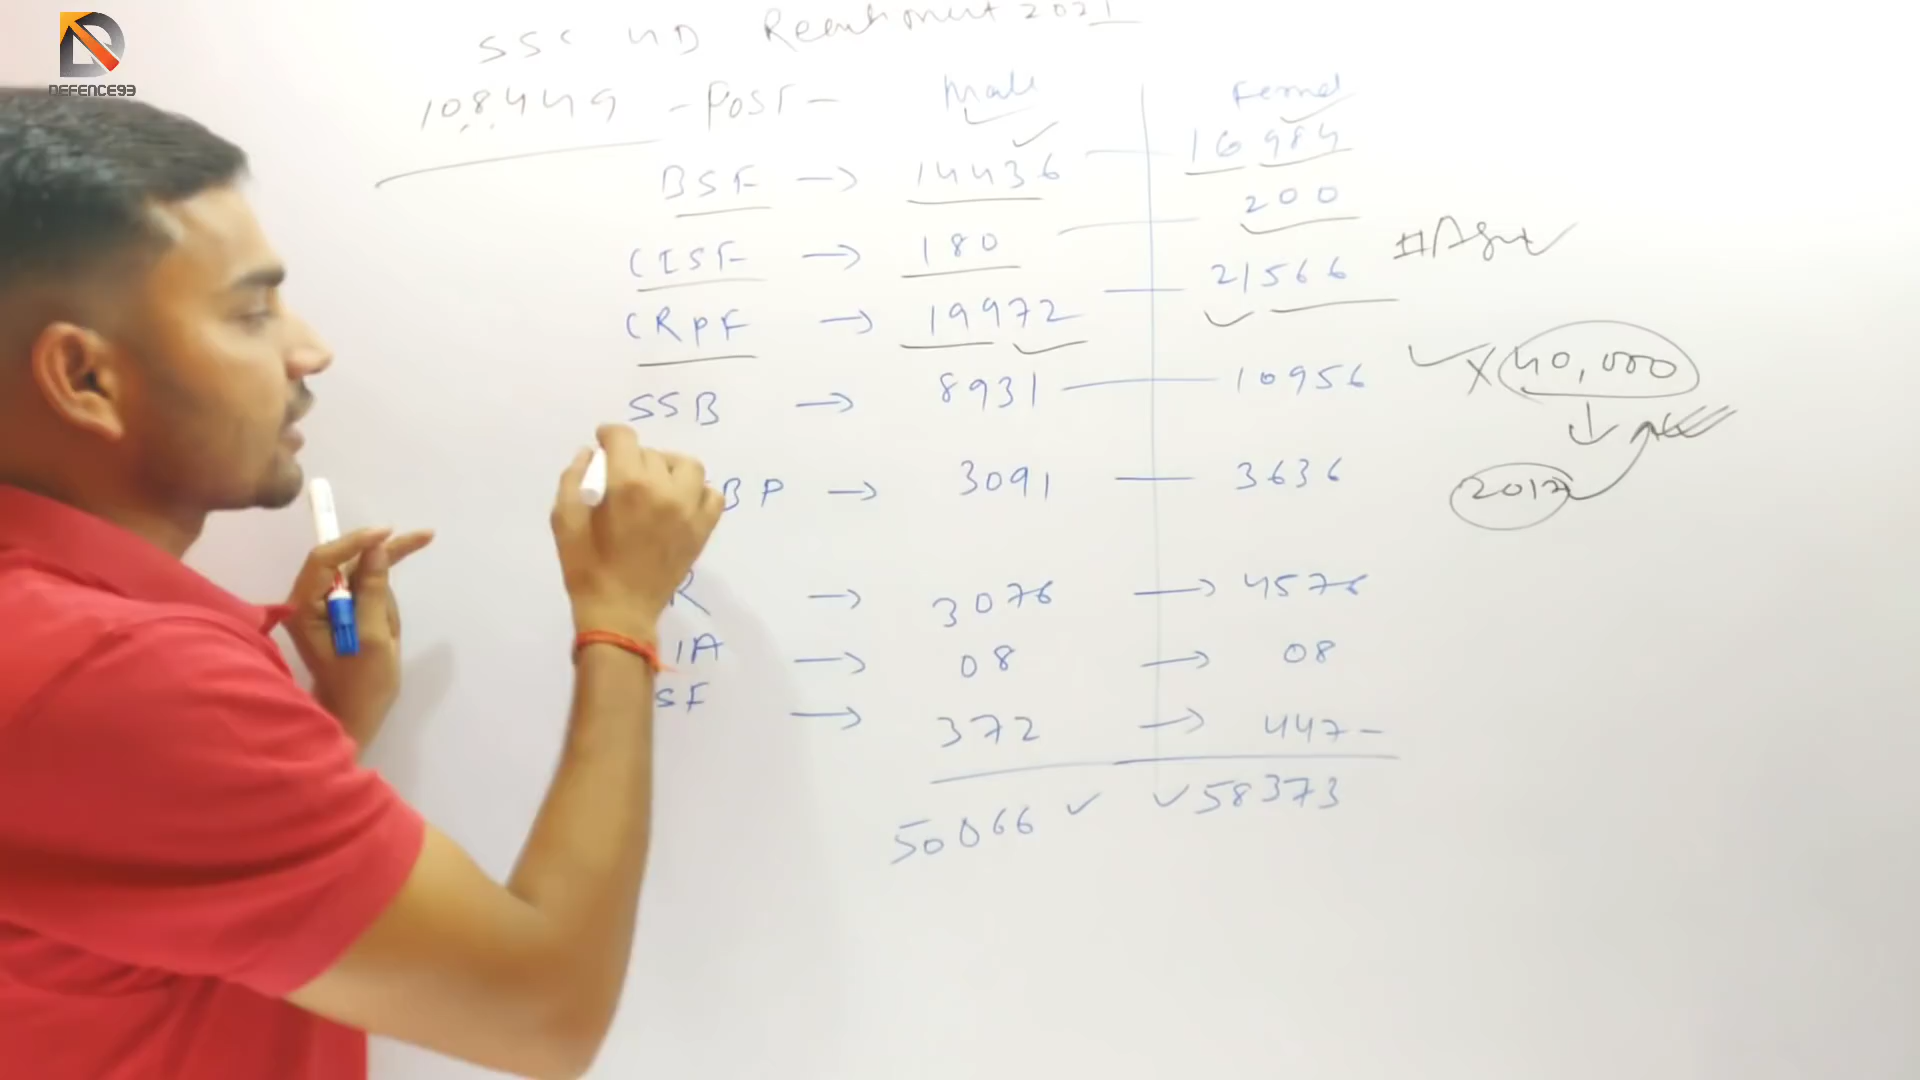 DEFENCE93
SSC GD Recruitment 2021
108449 - Post - Male Femal
BSF → 14436 16984
CISF → 180 200
CRPF → 19972 21566
SSB → 8931 10956
X 40,000
BP → 3091 3636
2017
R → 3076 → 4576
IA → 08 → 08
SF → 372 → 447
50066 58373